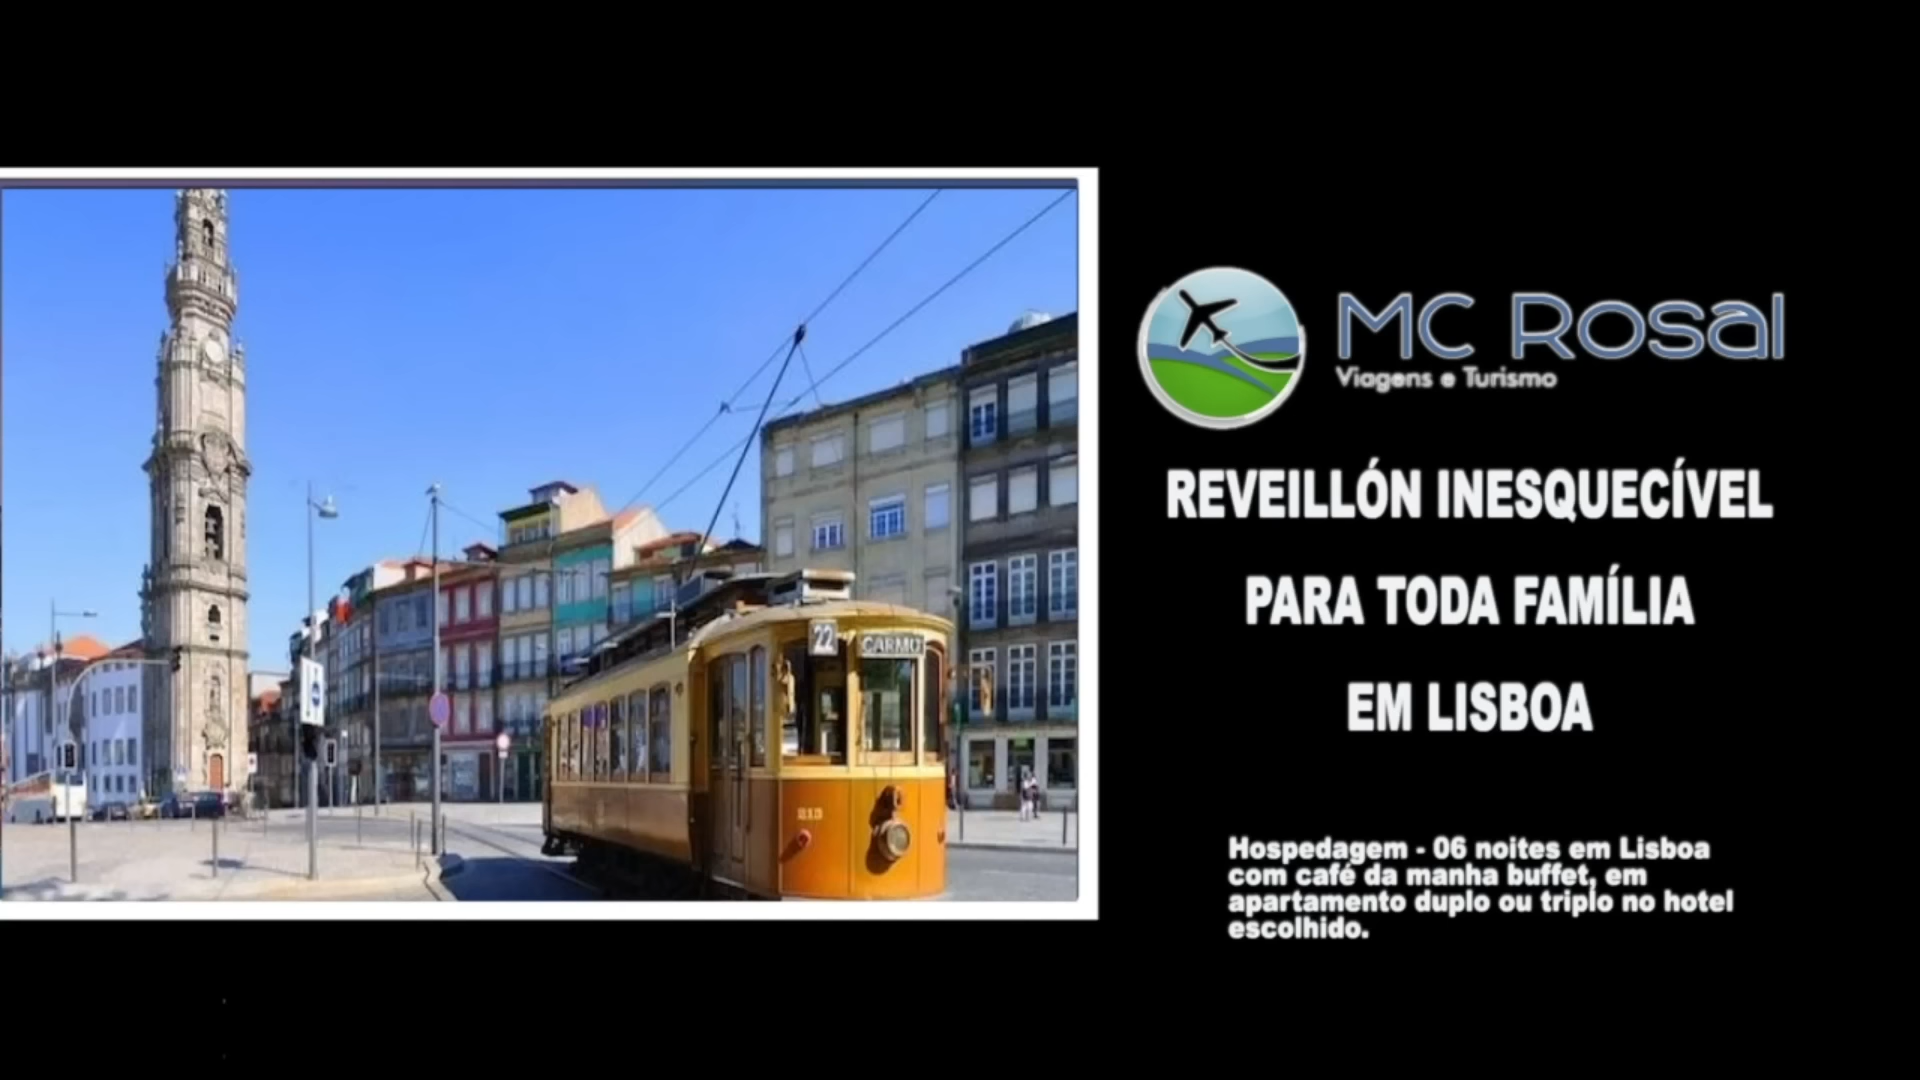 MC Rosal
Viagens e Turismo
REVEILLÓN INESQUECÍVEL
PARA TODA FAMÍLIA
EM LISBOA
Hospedagem - 06 noites em Lisboa
com café da manha buffet, em
apartamento duplo ou triplo no hotel
escolhido.
22
CARMO
213